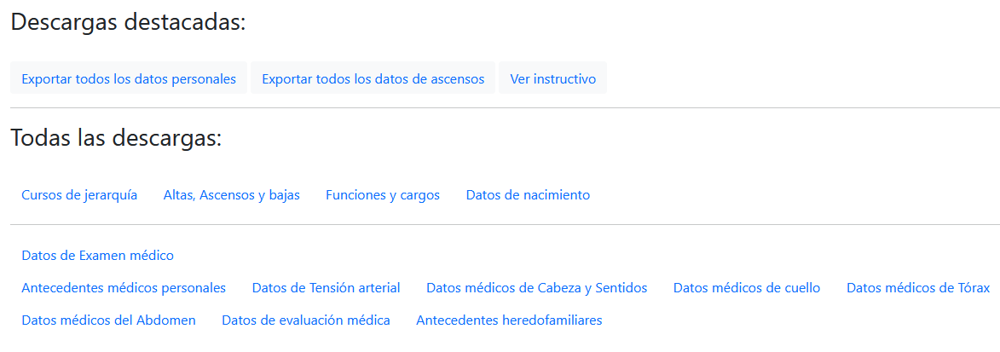 Descargas destacadas:
Exportar todos los datos personales Exportar todos los datos de ascensos Ver instructivo
Todas las descargas:
Cursos de jerarquía Altas, Ascensos y bajas Funciones y cargos Datos de nacimiento
Datos de Examen médico
Antecedentes médicos personales Datos de Tensión arterial Datos médicos de Cabeza y Sentidos Datos médicos de cuello Datos médicos de Tórax
Datos médicos del Abdomen Datos de evaluación médica Antecedentes heredofamiliares